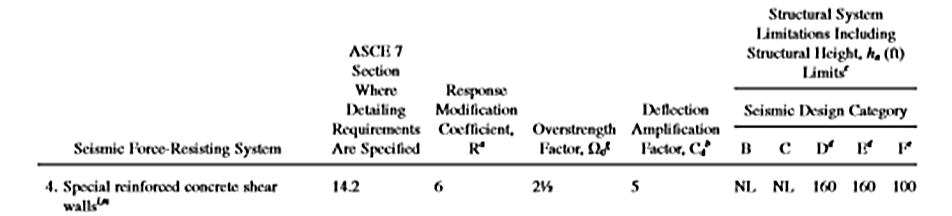 Structural System
Limitations Including
Structural Height, hₙ (ft)
Limitsᶜ
ASCE 7
Section
Where
Detailing
Requirements
Are Specified
Response
Modification
Coefficient,
Rᵃ
Overstrength
Factor, Ω₀ᵍ
Deflection
Amplification
Factor, C_dᵇ
Seismic Design Category
Seismic Force-Resisting System
B C Dᵈ Eᵈ Fᵉ
4. Special reinforced concrete shear 14.2 6 2½ 5 NL NL 160 160 100
walls